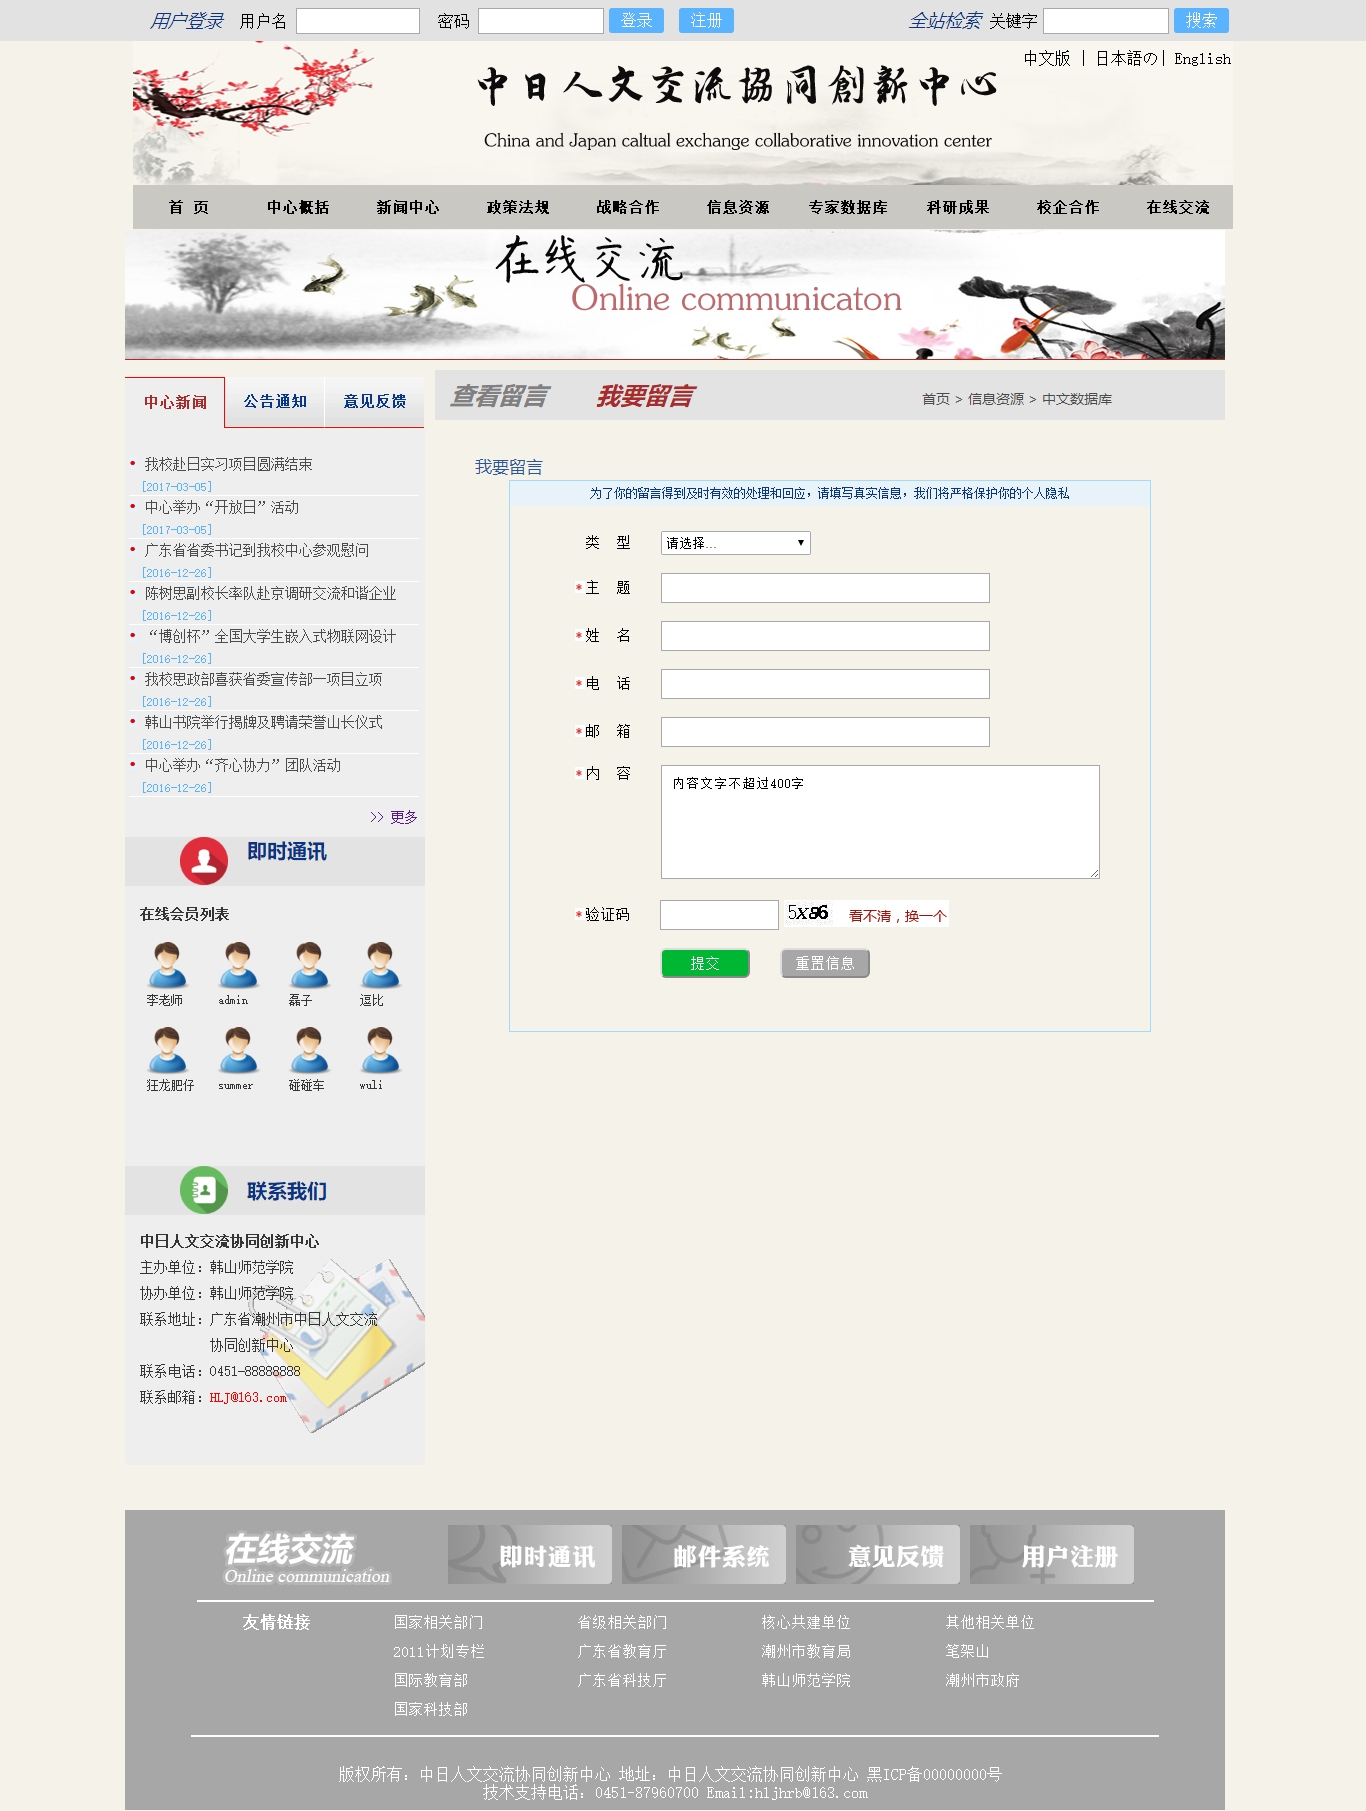 用户登录 用户名 密码 登录 注册 全站检索 关键字 搜索
中文版 | 日本語の| English
中日人文交流協同創新中心
China and Japan caltual exchange collaborative innovation center
首 页 中心概括 新闻中心 政策法规 战略合作 信息资源 专家数据库 科研成果 校企合作 在线交流
在线交流
Online communicaton
中心新闻 公告通知 意见反馈
查看留言 我要留言 首页 > 信息资源 > 中文数据库
我校赴日实习项目圆满结束
[2017-03-05]
中心举办“开放日”活动
[2017-03-05]
广东省省委书记到我校中心参观慰问
[2016-12-26]
陈树思副校长率队赴京调研交流和谐企业
[2016-12-26]
“博创杯”全国大学生嵌入式物联网设计
[2016-12-26]
我校思政部喜获省委宣传部一项目立项
[2016-12-26]
韩山书院举行揭牌及聘请荣誉山长仪式
[2016-12-26]
中心举办“齐心协力”团队活动
[2016-12-26]
>> 更多
我要留言
为了你的留言得到及时有效的处理和回应，请填写真实信息，我们将严格保护你的个人隐私
类 型 请选择...
*主 题
*姓 名
*电 话
*邮 箱
*内 容 内容文字不超过400字
*验证码 5xs6 看不清，换一个
提交 重置信息
即时通讯
在线会员列表
李老师 admin 磊子 逗比
狂龙肥仔 summer 碰碰车 wuli
联系我们
中日人文交流协同创新中心
主办单位：韩山师范学院
协办单位：韩山师范学院
联系地址：广东省潮州市中日人文交流
协同创新中心
联系电话：0451-88888888
联系邮箱：HLJ@163.com
在线交流
Online communication
即时通讯 邮件系统 意见反馈 用户注册
友情链接 国家相关部门 省级相关部门 核心共建单位 其他相关单位
2011计划专栏 广东省教育厅 潮州市教育局 笔架山
国际教育部 广东省科技厅 韩山师范学院 潮州市政府
国家科技部
版权所有：中日人文交流协同创新中心 地址：中日人文交流协同创新中心 黑ICP备00000000号
技术支持电话：0451-87960700 Email:hljhrb@163.com